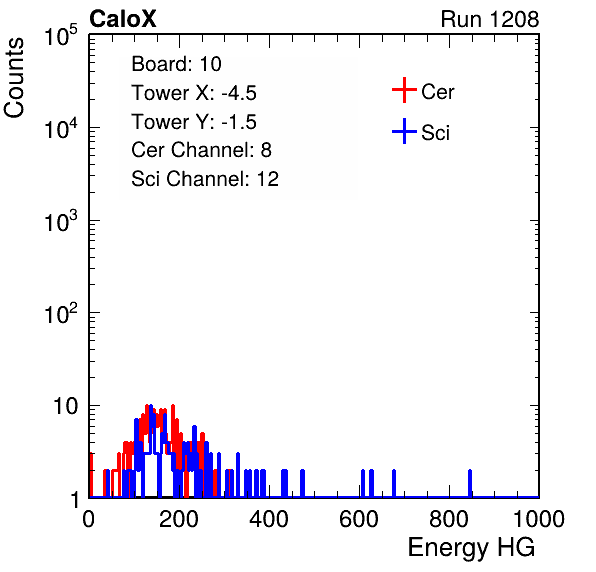 CaloX Run 1208
Counts
10^5
10^4
10^3
10^2
10
1
Board: 10
Tower X: -4.5
Tower Y: -1.5
Cer Channel: 8
Sci Channel: 12
Cer
Sci
0 200 400 600 800 1000
Energy HG